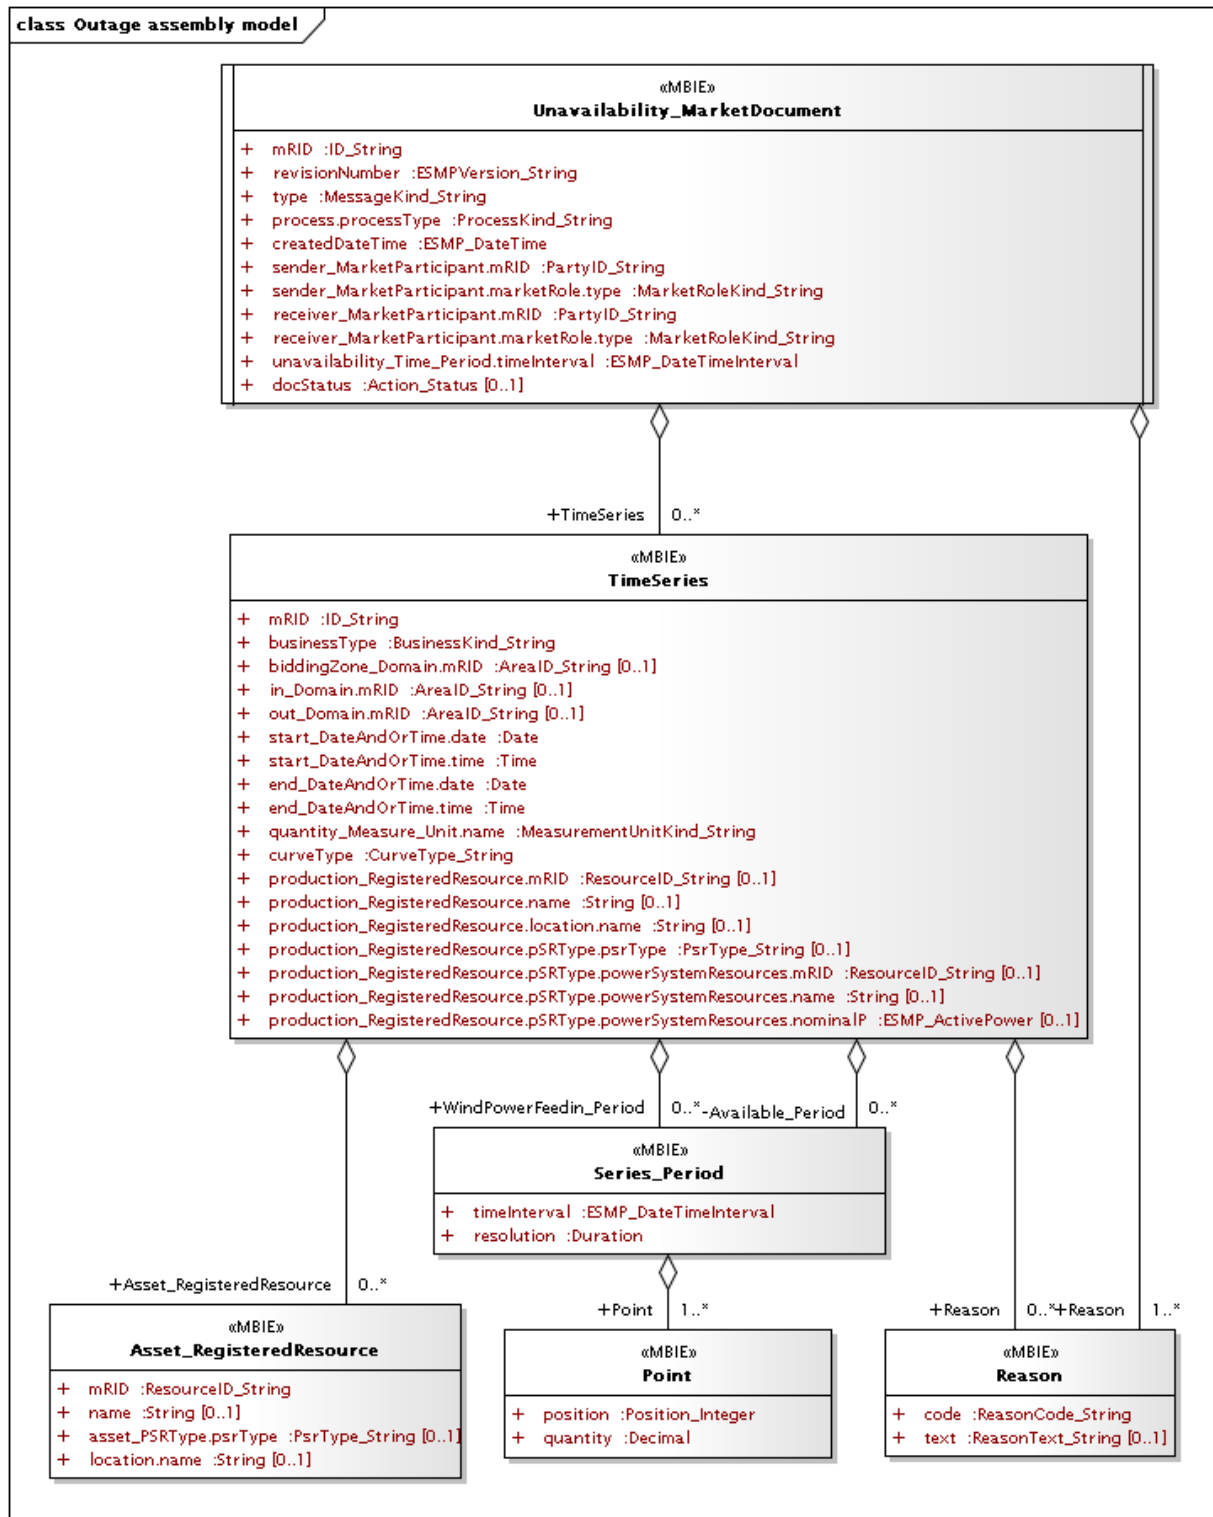 class Outage assembly model
«MBIE»
Unavailability_MarketDocument
+ mRID :ID_String
+ revisionNumber :ESMPVersion_String
+ type :MessageKind_String
+ process.processType :ProcessKind_String
+ createdDateTime :ESMP_DateTime
+ sender_MarketParticipant.mRID :PartyID_String
+ sender_MarketParticipant.marketRole.type :MarketRoleKind_String
+ receiver_MarketParticipant.mRID :PartyID_String
+ receiver_MarketParticipant.marketRole.type :MarketRoleKind_String
+ unavailability_Time_Period.timeInterval :ESMP_DateTimeInterval
+ docStatus :Action_Status [0..1]
+TimeSeries 0..*
«MBIE»
TimeSeries
+ mRID :ID_String
+ businessType :BusinessKind_String
+ biddingZone_Domain.mRID :AreaID_String [0..1]
+ in_Domain.mRID :AreaID_String [0..1]
+ out_Domain.mRID :AreaID_String [0..1]
+ start_DateAndOrTime.date :Date
+ start_DateAndOrTime.time :Time
+ end_DateAndOrTime.date :Date
+ end_DateAndOrTime.time :Time
+ quantity_Measure_Unit.name :MeasurementUnitKind_String
+ curveType :CurveType_String
+ production_RegisteredResource.mRID :ResourceID_String [0..1]
+ production_RegisteredResource.name :String [0..1]
+ production_RegisteredResource.location.name :String [0..1]
+ production_RegisteredResource.pSRType.psrType :PsrType_String [0..1]
+ production_RegisteredResource.pSRType.powerSystemResources.mRID :ResourceID_String [0..1]
+ production_RegisteredResource.pSRType.powerSystemResources.name :String [0..1]
+ production_RegisteredResource.pSRType.powerSystemResources.nominalP :ESMP_ActivePower [0..1]
+WindPowerFeedin_Period 0..* -Available_Period 0..*
«MBIE»
Series_Period
+ timeInterval :ESMP_DateTimeInterval
+ resolution :Duration
+Asset_RegisteredResource 0..*
+Point 1..*
+Reason 0..* +Reason 1..*
«MBIE»
Asset_RegisteredResource
+ mRID :ResourceID_String
+ name :String [0..1]
+ asset_PSRType.psrType :PsrType_String [0..1]
+ location.name :String [0..1]
«MBIE»
Point
+ position :Position_Integer
+ quantity :Decimal
«MBIE»
Reason
+ code :ReasonCode_String
+ text :ReasonText_String [0..1]